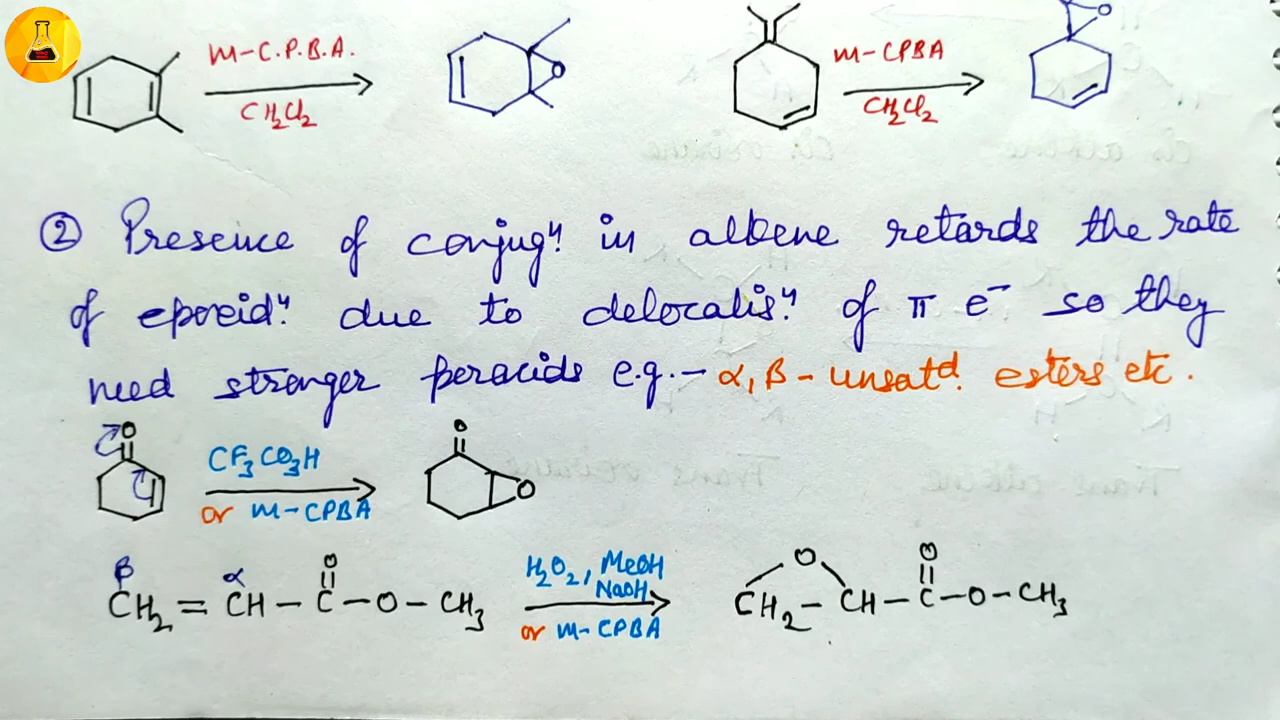 m-C.P.B.A. m-CPBA
CH2Cl2 O CH2Cl2 O
② Presence of conjugⁿ. in alkene retards the rate
of epoxidⁿ. due to delocalisⁿ. of π e⁻ so they
need stronger peracids e.g.- α, β - unsatd. esters etc.
O CF3CO3H O
or m-CPBA O
β α O H2O2, MeOH O O
NaOH
CH2 = CH - C - O - CH3 CH2 - CH - C - O - CH3
or m-CPBA